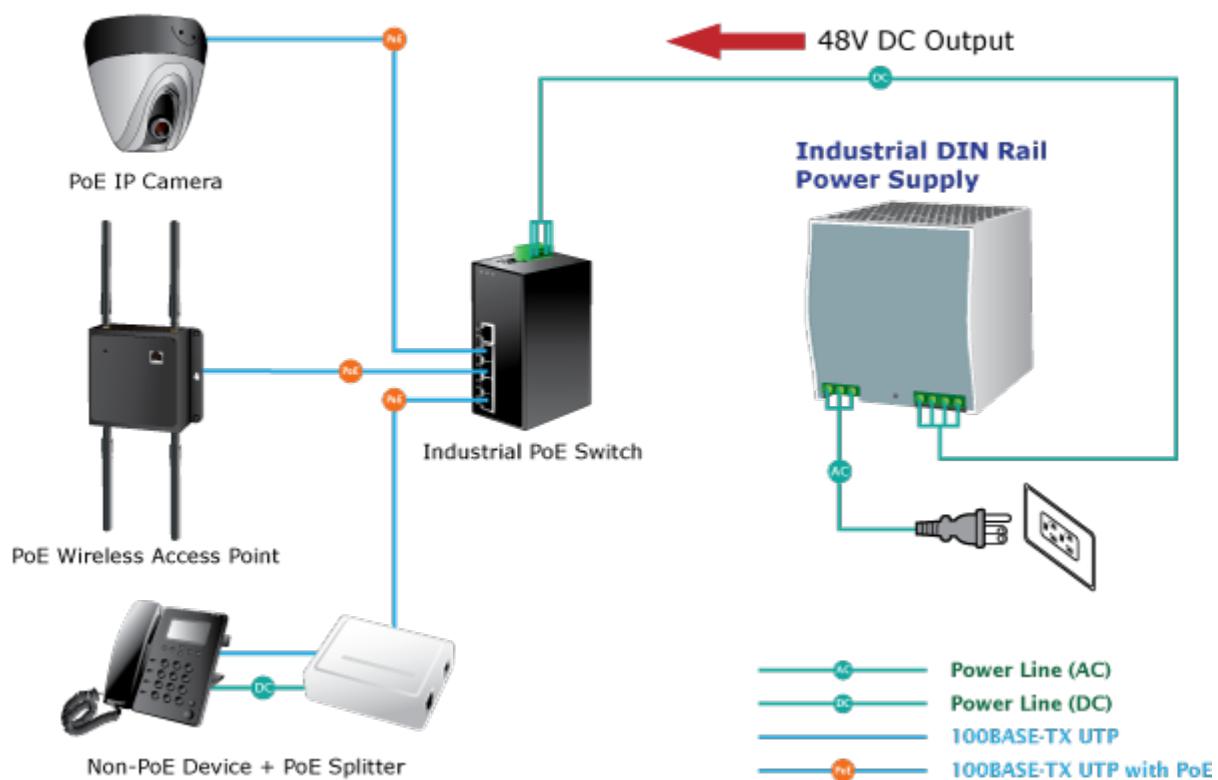 PoE
48V DC Output
DC
PoE IP Camera
Industrial DIN Rail
Power Supply
PoE
PoE
Industrial PoE Switch
AC
PoE Wireless Access Point
DC
Non-PoE Device + PoE Splitter
AC Power Line (AC)
DC Power Line (DC)
100BASE-TX UTP
PoE 100BASE-TX UTP with PoE